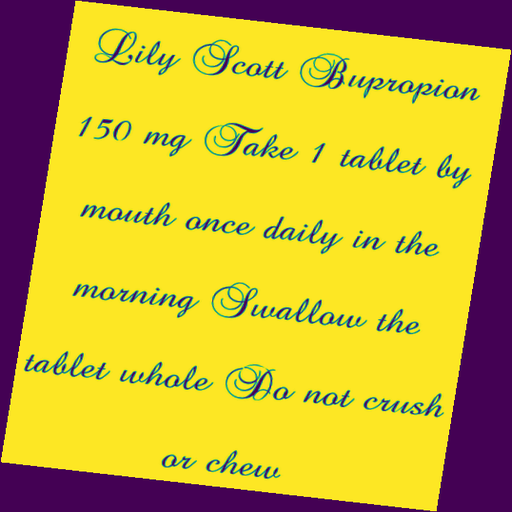 Lily Scott Bupropion
150 mg Take 1 tablet by
mouth once daily in the
morning Swallow the
tablet whole Do not crush
or chew